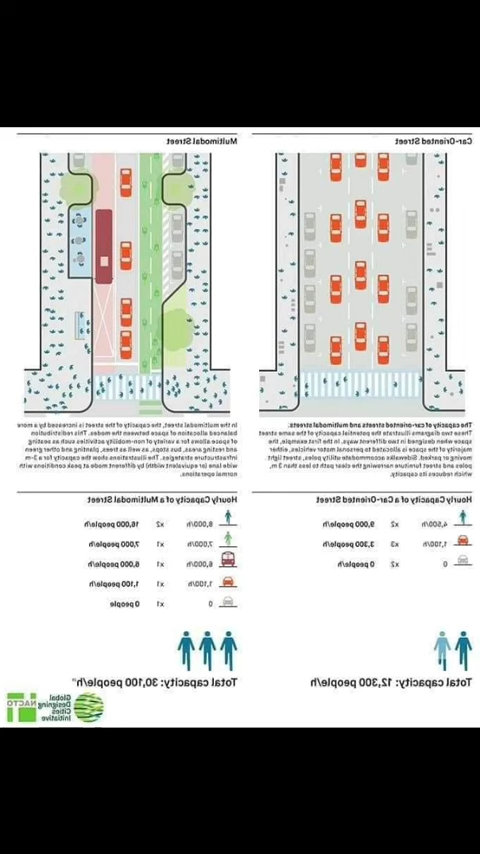 Car-Oriented Street
The capacity of car-oriented streets and multimodal streets.
These two diagrams illustrate the potential capacity of the same street
space when designed in two different ways. In the first example, the
majority of the space is allocated to personal motor vehicles, either
moving or parked. Sidewalks accommodate utility poles, street light
poles and street furniture narrowing the clear path to less than 3 m,
which reduces its capacity.
Hourly Capacity of a Car-Oriented Street
4,500/h x2 9,000 people/h
1,100/h x3 3,300 people/h
0 x2 0 people/h
Total capacity: 12,300 people/h
Multimodal Street
In the multimodal street, the capacity of the street is increased by a more
balanced allocation of space between the modes. This redistribution
of space allows for a variety of non-mobility activities such as seating
and resting areas, bus stops, as well as trees, planting and other green
infrastructure strategies. The illustrations show the capacity for a 3-m
wide lane (or equivalent width) by different mode at peak conditions with
normal operations.
Hourly Capacity of a Multimodal Street
8,000/h x2 16,000 people/h
7,000/h x1 7,000 people/h
6,000/h x1 6,000 people/h
1,100/h x1 1,100 people/h
0 x1 0 people
Total capacity: 30,100 people/h
Global
Designing
Cities
Initiative
NACTO